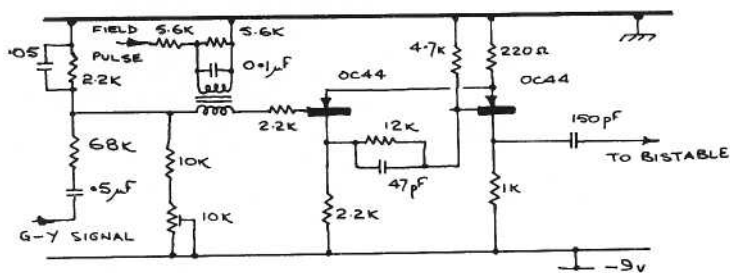 FIELD
PULSE
5.6K
5.6K
.05
2.2K
0.1µF
4.7K
220Ω
OC44
OC44
2.2K
68K
12K
150pF
TO BISTABLE
10K
47pF
.5µF
10K
2.2K
1K
G-Y SIGNAL
-9V